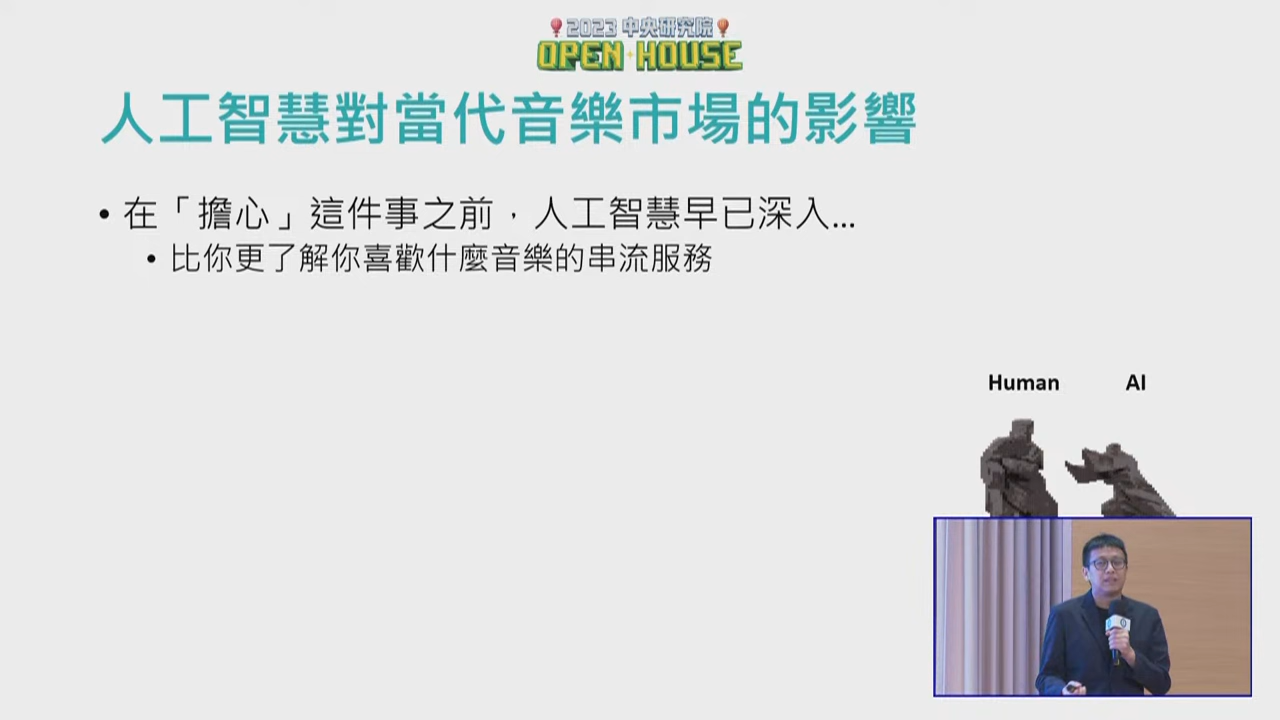 2023 中央研究院
OPEN HOUSE
人工智慧對當代音樂市場的影響
• 在「擔心」這件事之前，人工智慧早已深入...
• 比你更了解你喜歡什麼音樂的串流服務
Human AI